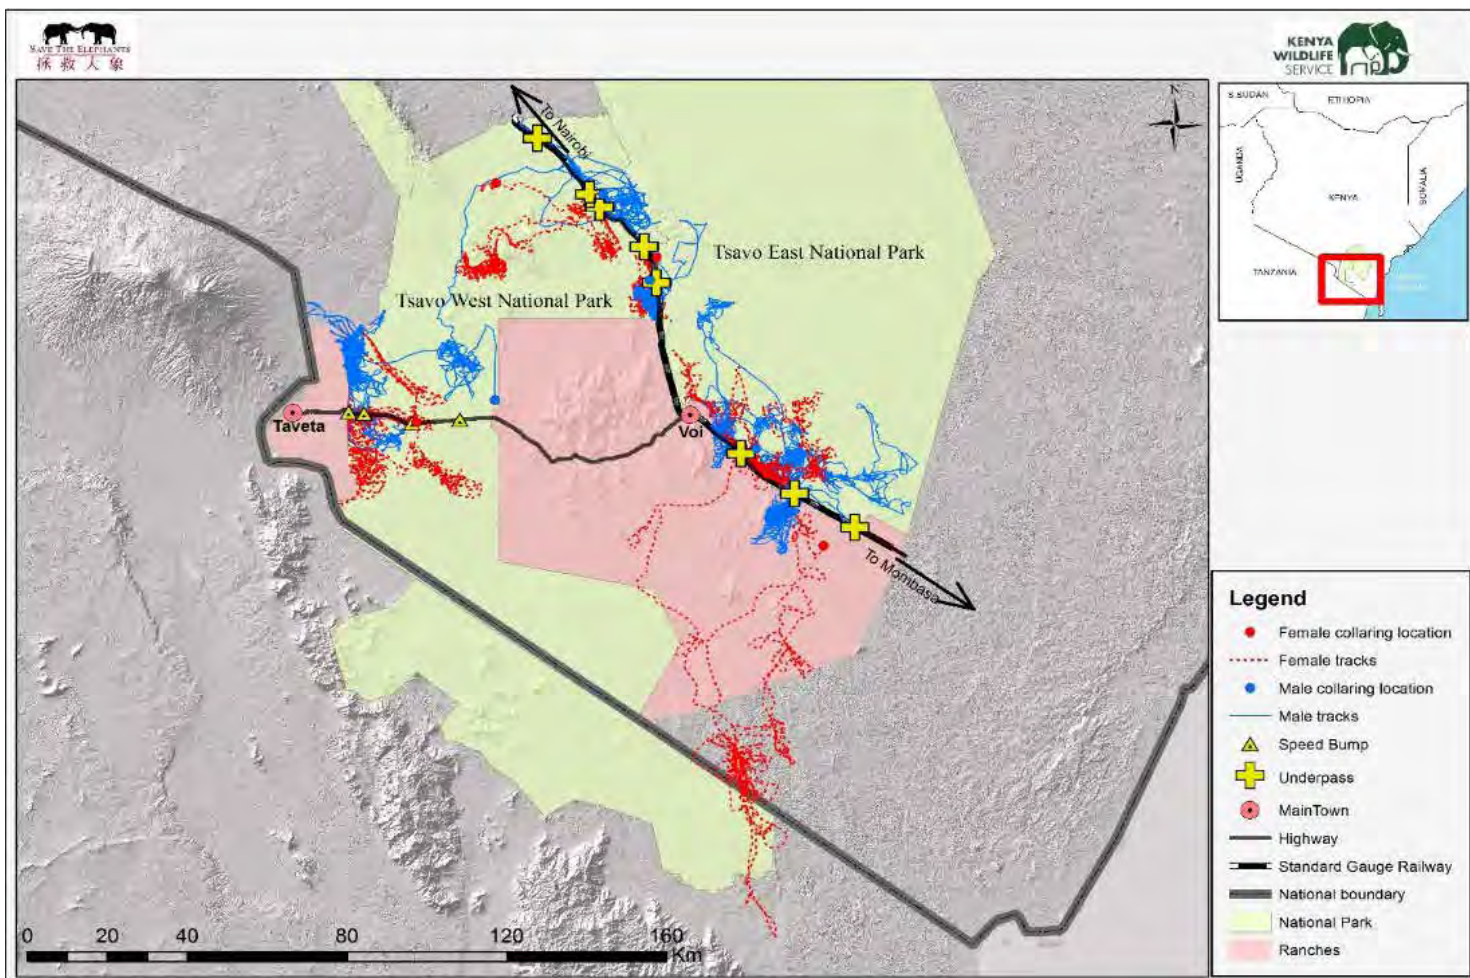 SAVE THE ELEPHANTS
拯救大象
KENYA
WILDLIFE
SERVICE
N
To Nairobi
Tsavo East National Park
Tsavo West National Park
Taveta
Voi
To Mombasa
0 20 40 80 120 160
Km
S.SUDAN
ETHIOPIA
UGANDA
KENYA
SOMALIA
TANZANIA
Legend
Female collaring location
Female tracks
Male collaring location
Male tracks
Speed Bump
Underpass
MainTown
Highway
Standard Gauge Railway
National boundary
National Park
Ranches